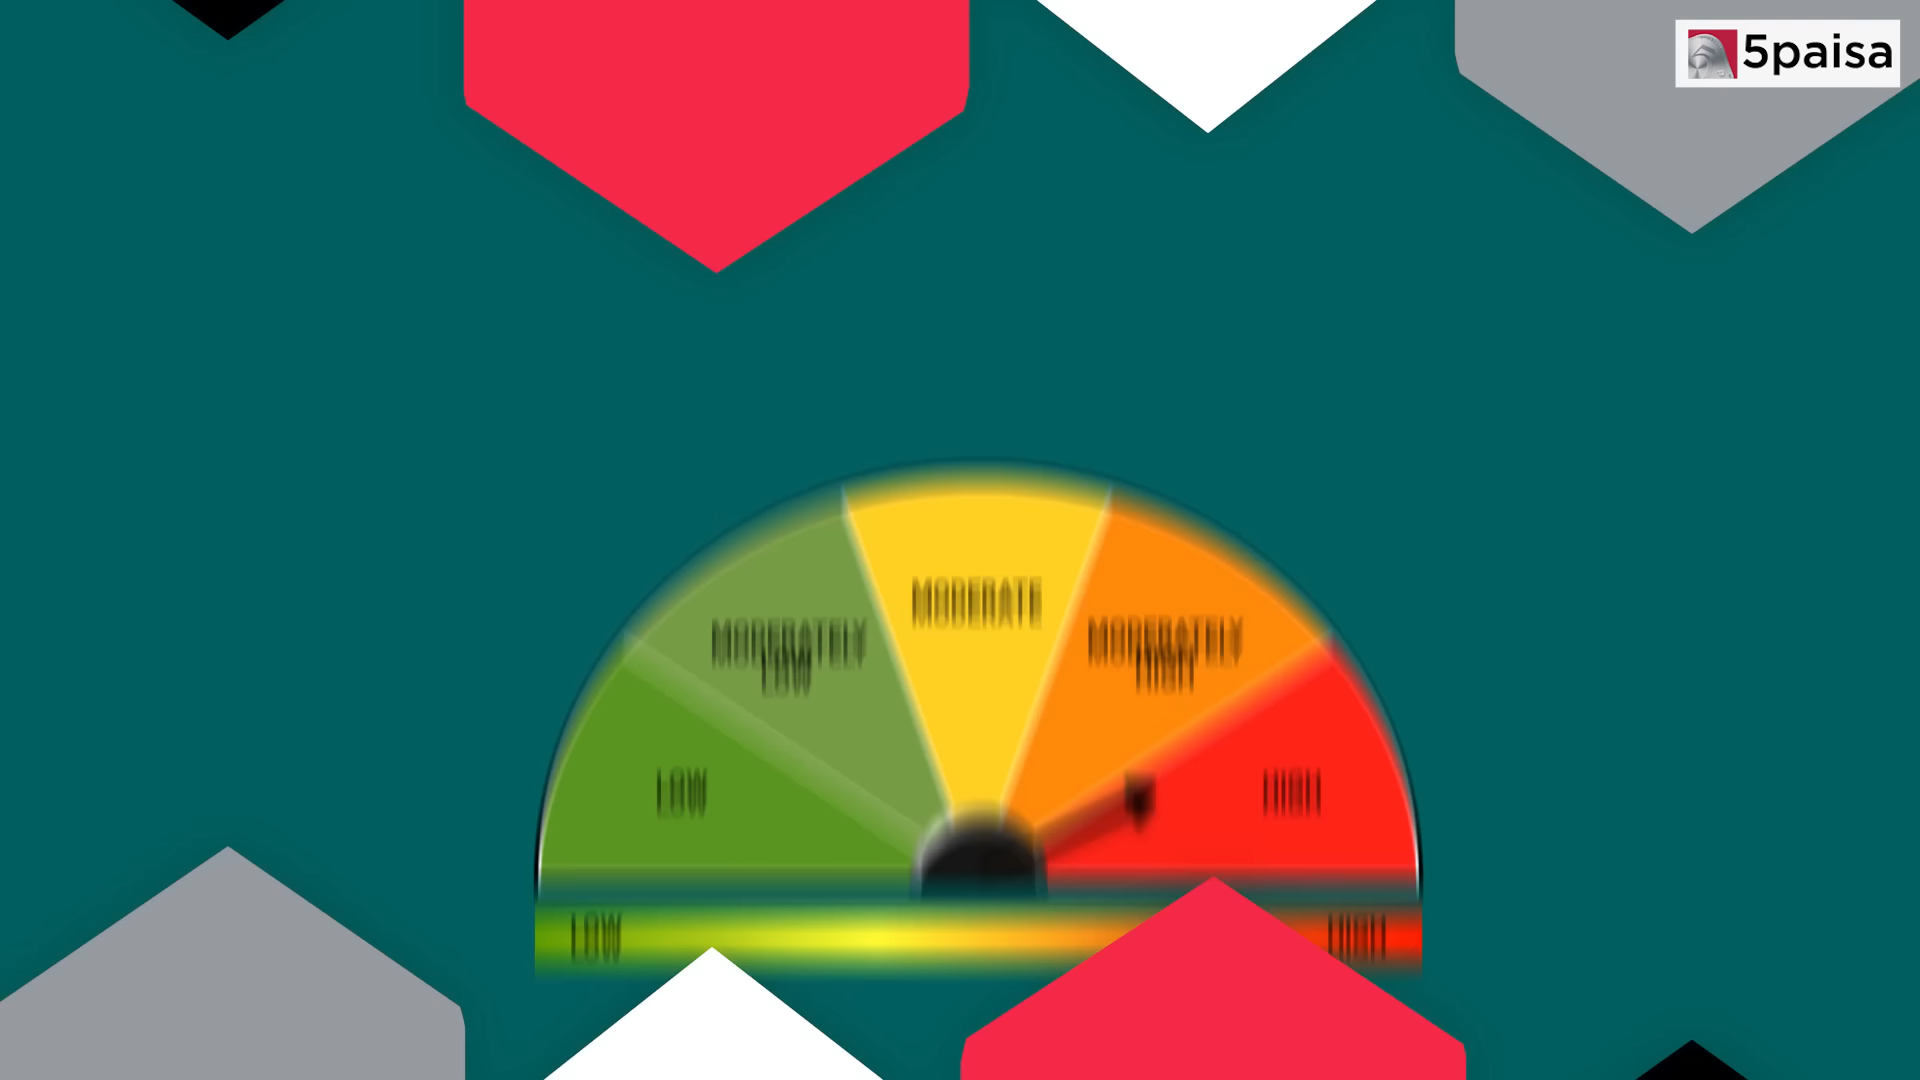 5paisa
MODERATE
MODERATELY
LOW
MODERATELY
HIGH
LOW
HIGH
LOW
HIGH